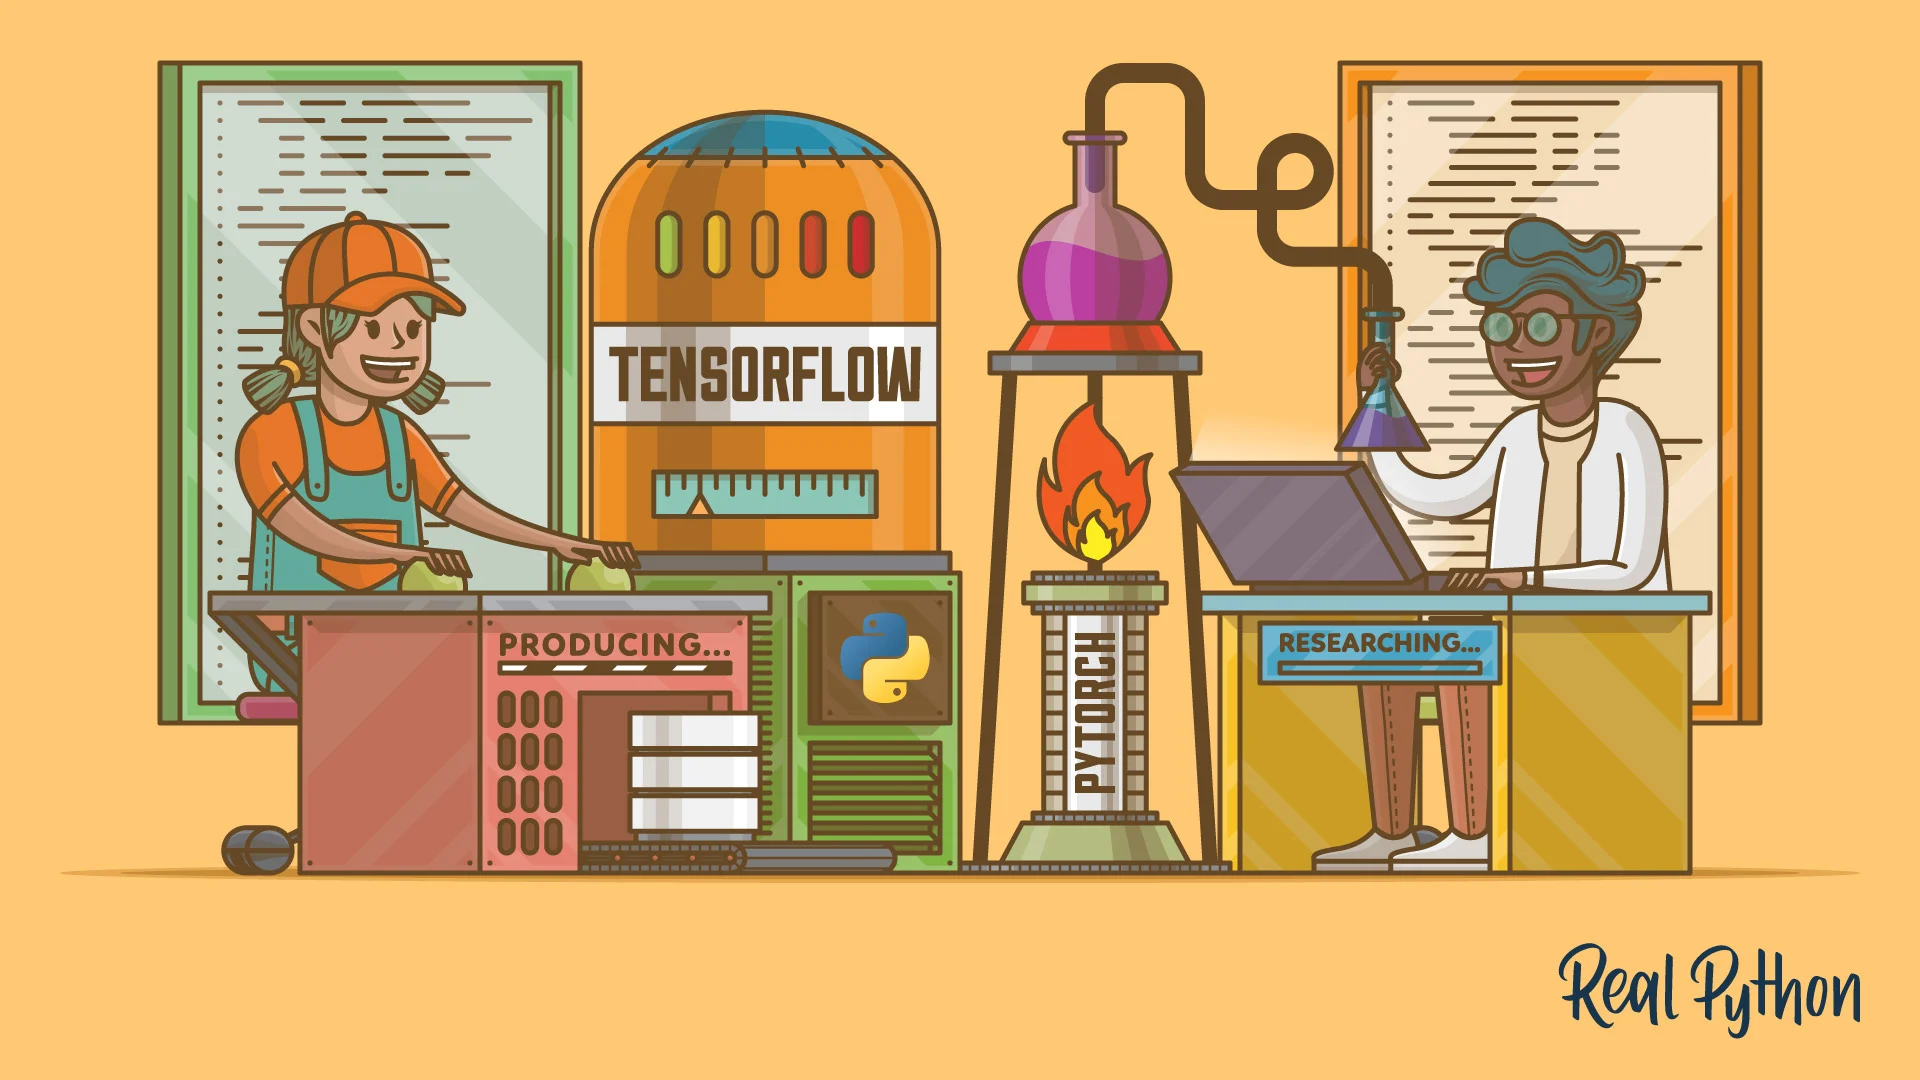 TENSORFLOW
PRODUCING...
PYTORCH
RESEARCHING...
Real Python